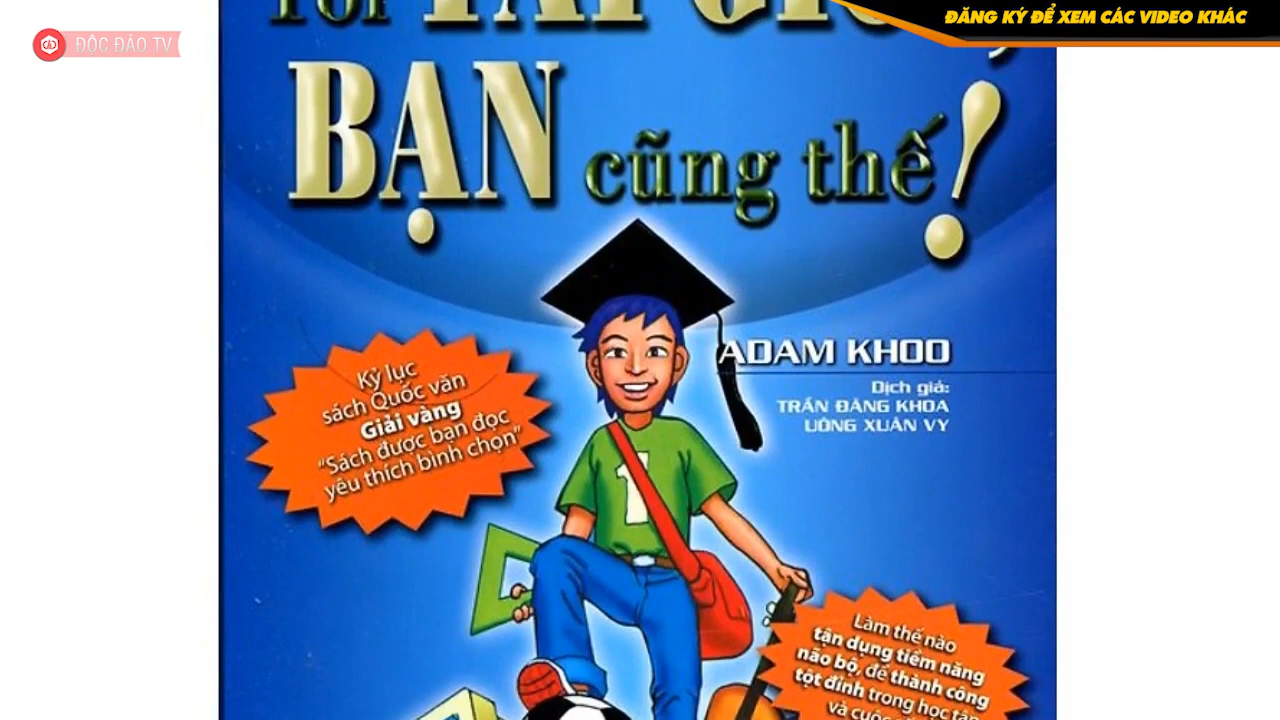 ĐĂNG KÝ ĐỂ XEM CÁC VIDEO KHÁC
ĐỘC ĐÁO TV
BẠN cũng thế!
ADAM KHOO
Dịch giả:
TRẦN ĐĂNG KHOA
UÔNG XUÂN VY
Kỷ lục
sách Quốc văn
Giải vàng
"Sách được bạn đọc
yêu thích bình chọn"
1
Làm thế nào
tận dụng tiềm năng
não bộ, để thành công
tột đỉnh trong học tập